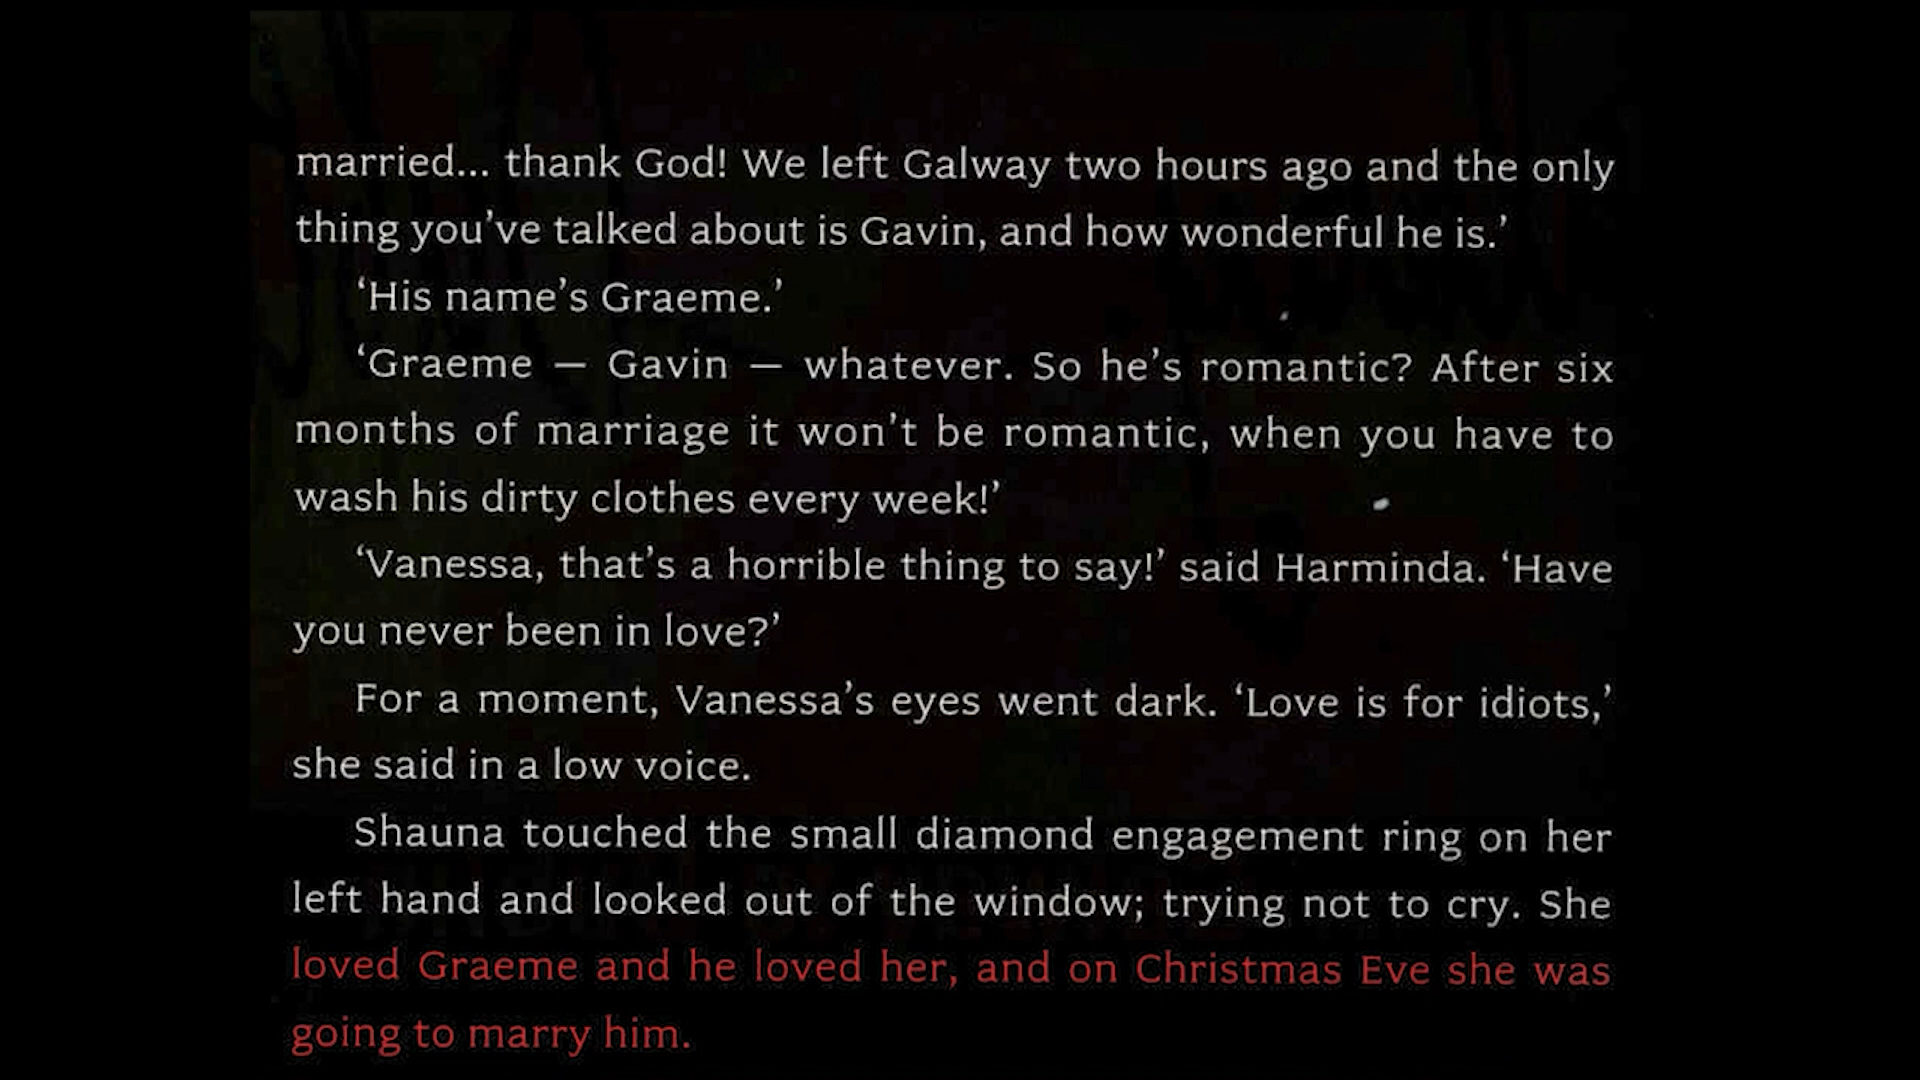 married... thank God! We left Galway two hours ago and the only
thing you’ve talked about is Gavin, and how wonderful he is.’
‘His name’s Graeme.’
‘Graeme — Gavin — whatever. So he’s romantic? After six
months of marriage it won’t be romantic, when you have to
wash his dirty clothes every week!’
‘Vanessa, that’s a horrible thing to say!’ said Harminda. ‘Have
you never been in love?’
For a moment, Vanessa’s eyes went dark. ‘Love is for idiots,’
she said in a low voice.
Shauna touched the small diamond engagement ring on her
left hand and looked out of the window; trying not to cry. She
loved Graeme and he loved her, and on Christmas Eve she was
going to marry him.